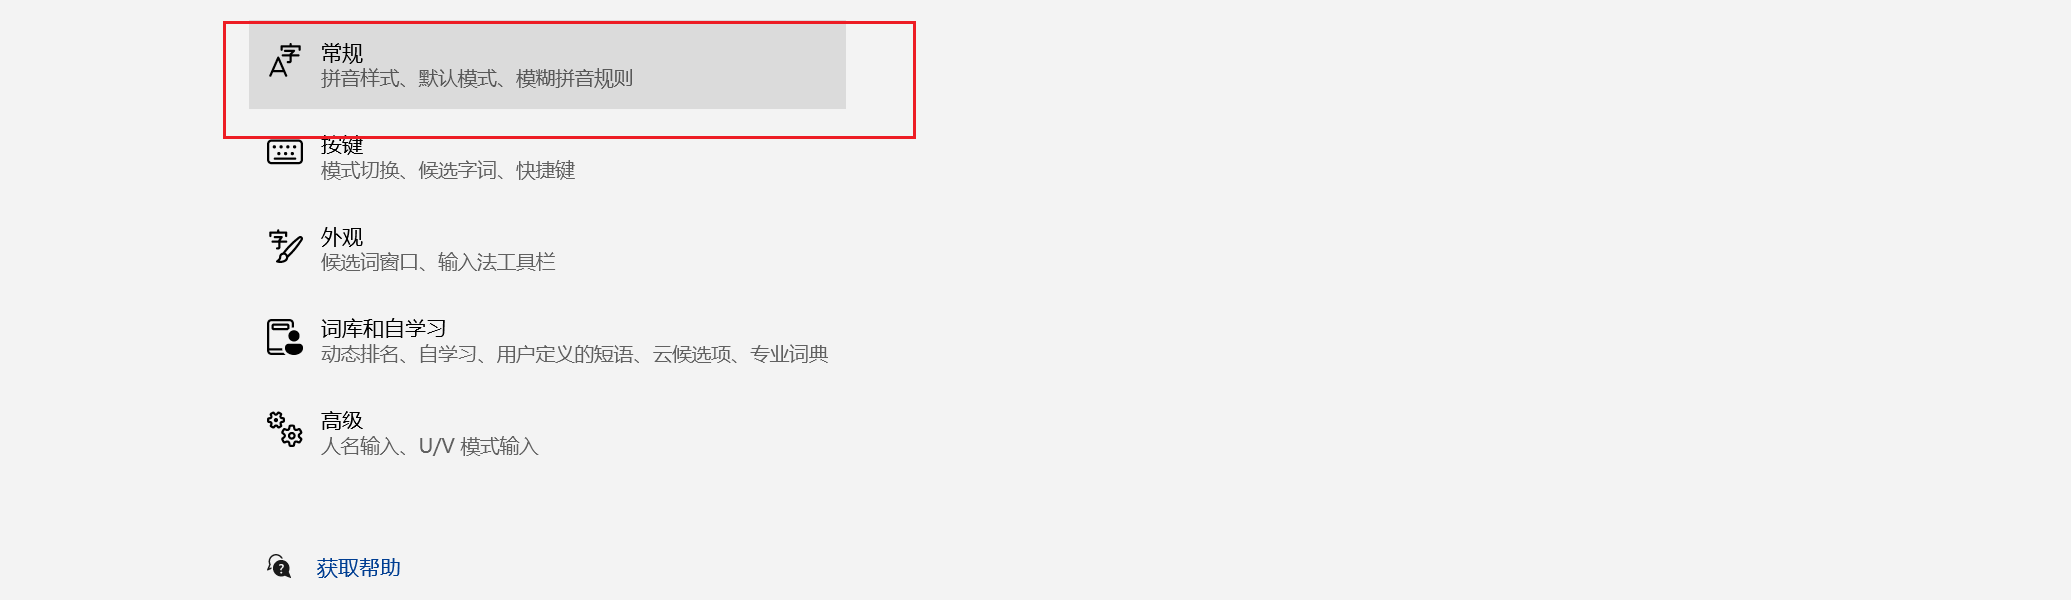 常规
拼音样式、默认模式、模糊拼音规则
按键
模式切换、候选字词、快捷键
外观
候选词窗口、输入法工具栏
词库和自学习
动态排名、自学习、用户定义的短语、云候选项、专业词典
高级
人名输入、U/V 模式输入
获取帮助